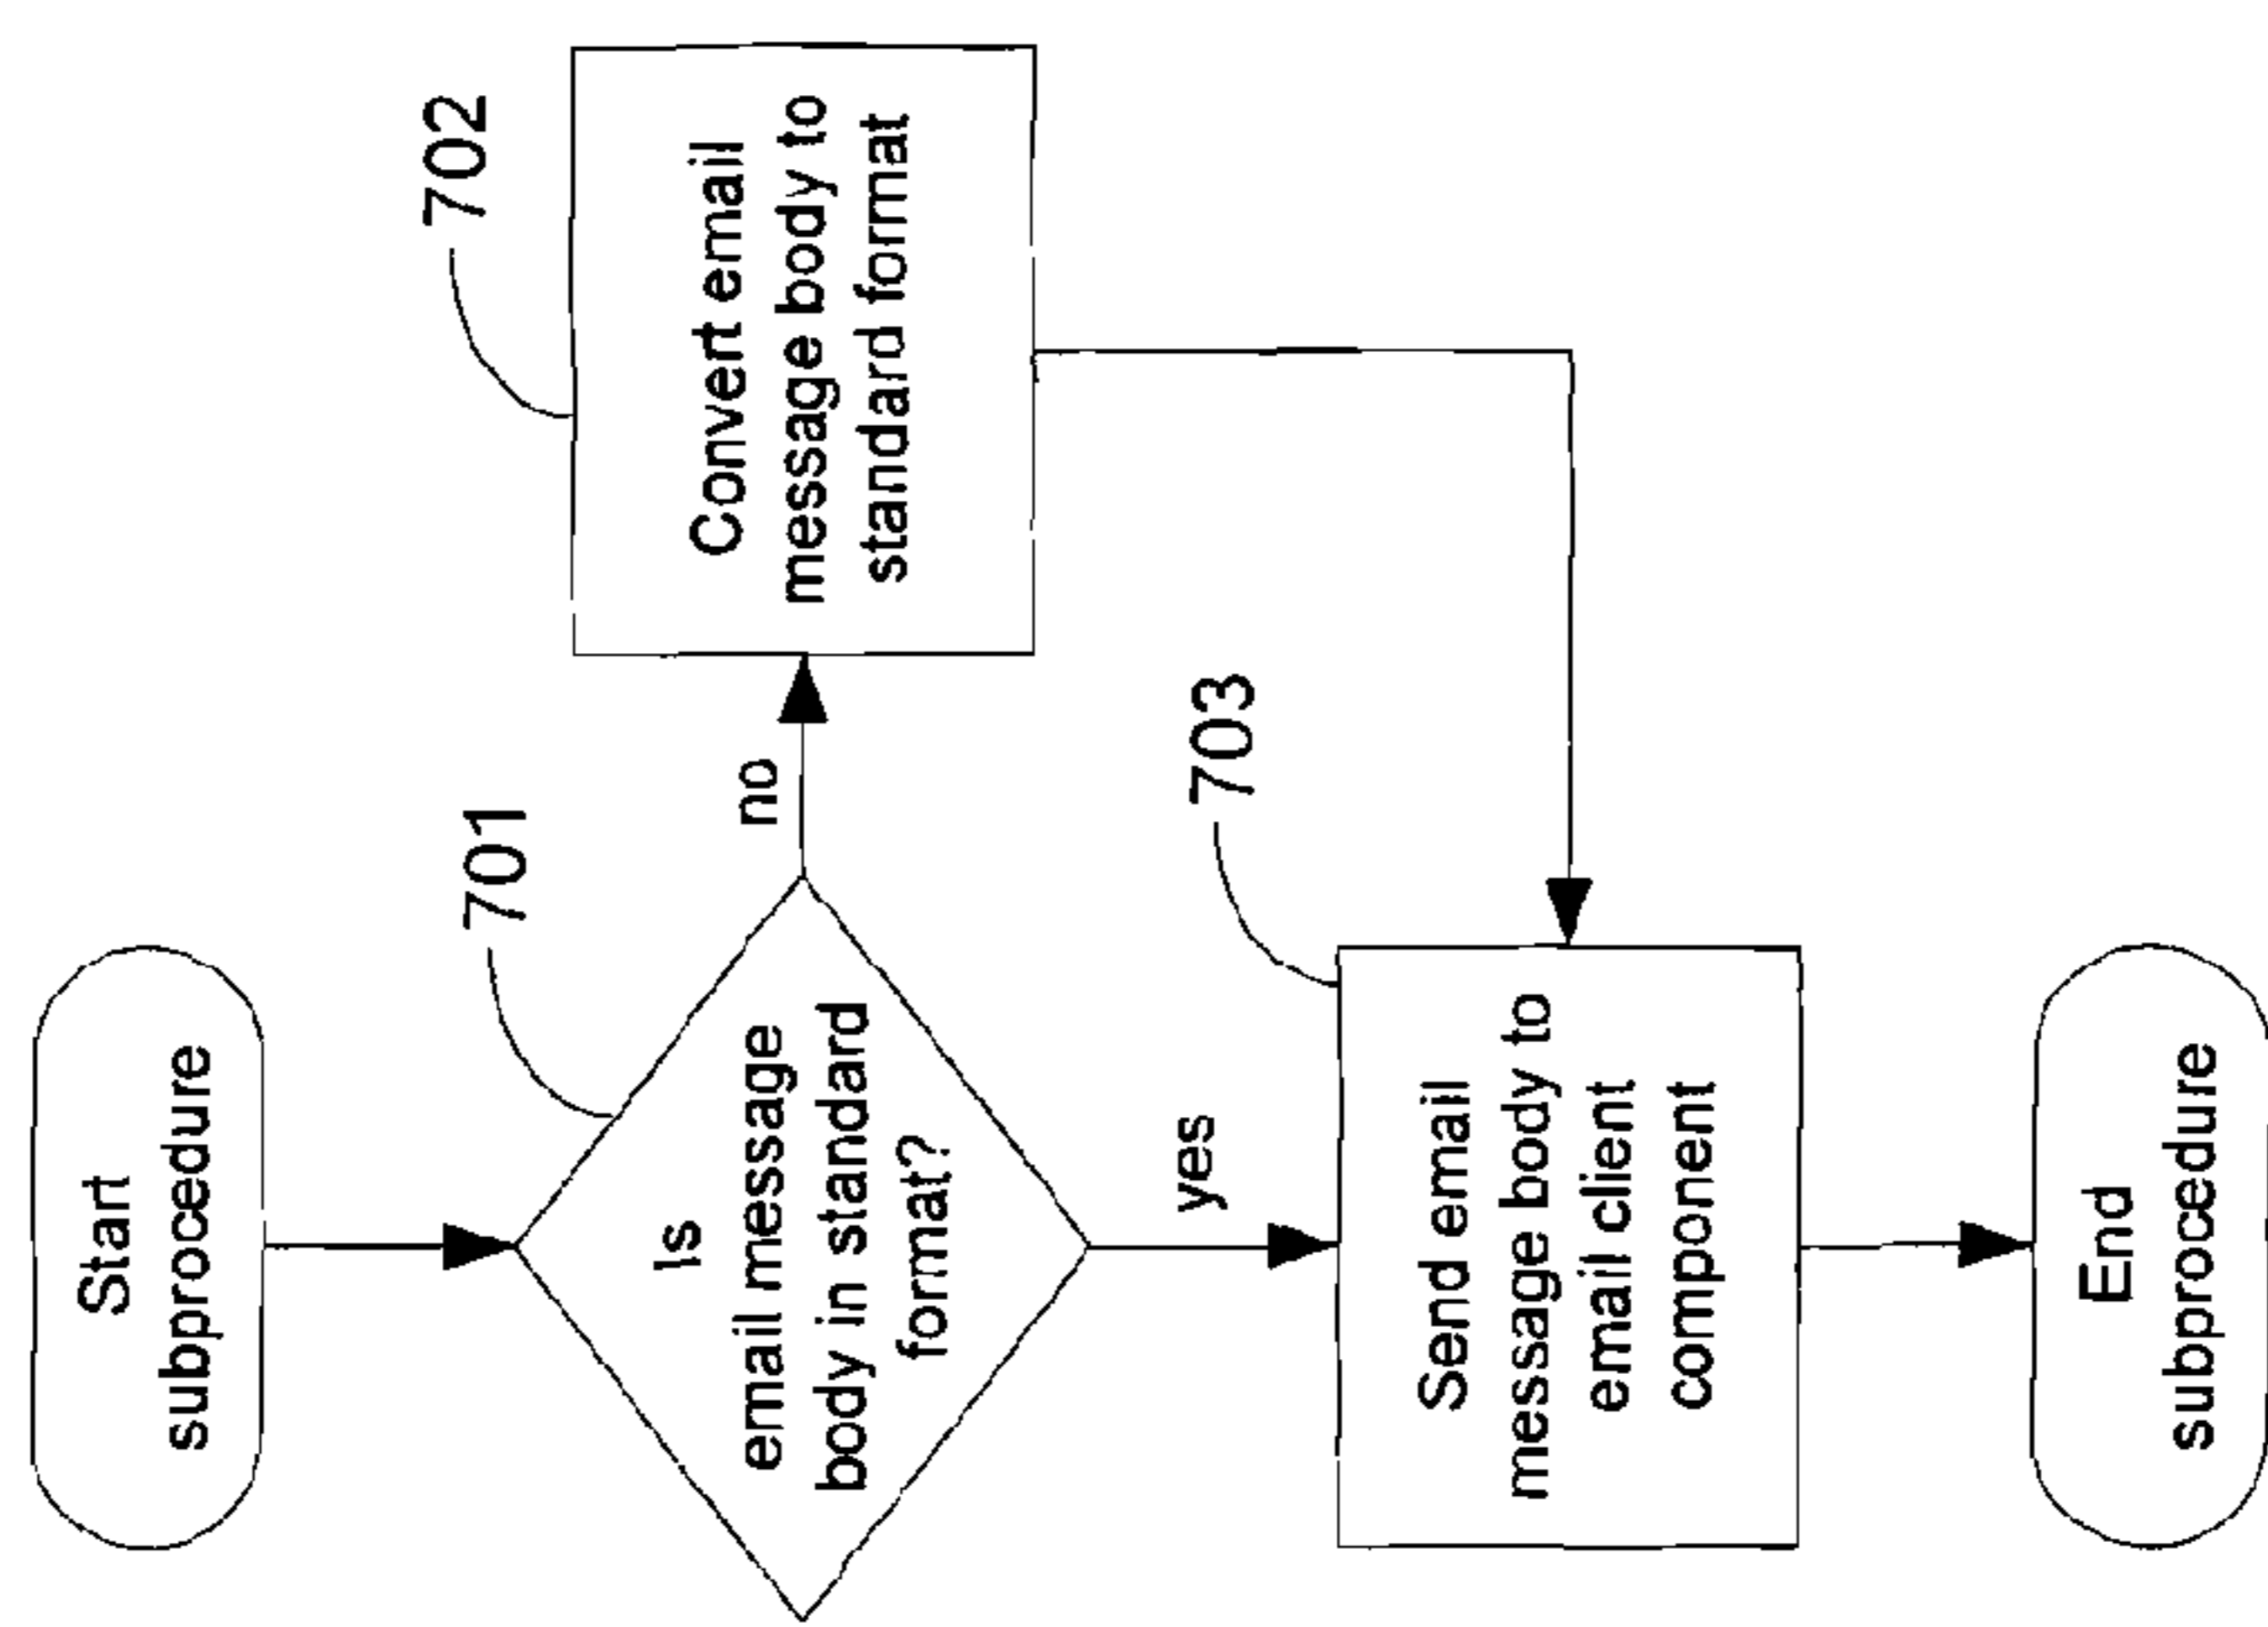 Start
subprocedure
701
Is
email message
body in standard
format?
no
702
Convert email
message body to
standard format
yes
703
Send email
message body to
email client
component
End
subprocedure